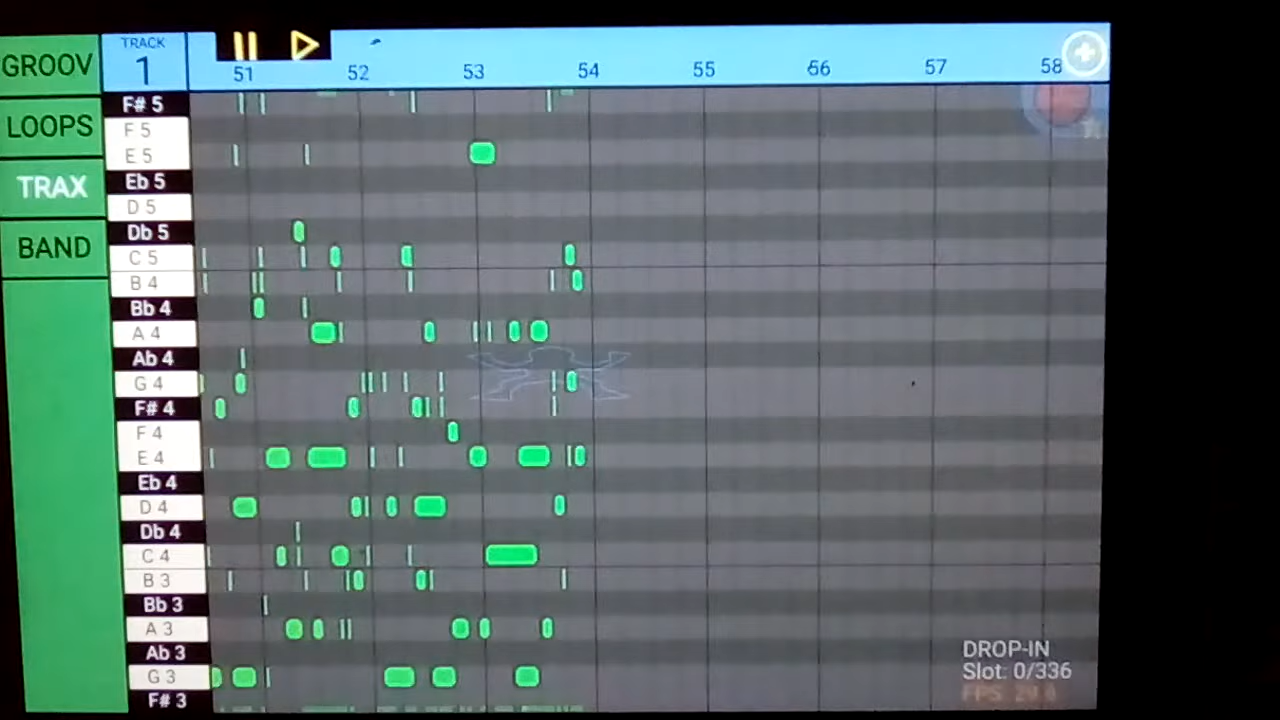 GROOV
LOOPS
TRAX
BAND
TRACK
1
51 52 53 54 55 56 57 58
F# 5
F 5
E 5
Eb 5
D 5
Db 5
C 5
B 4
Bb 4
A 4
Ab 4
G 4
F# 4
F 4
E 4
Eb 4
D 4
Db 4
C 4
B 3
Bb 3
A 3
Ab 3
G 3
F# 3
DROP-IN
Slot: 0/336